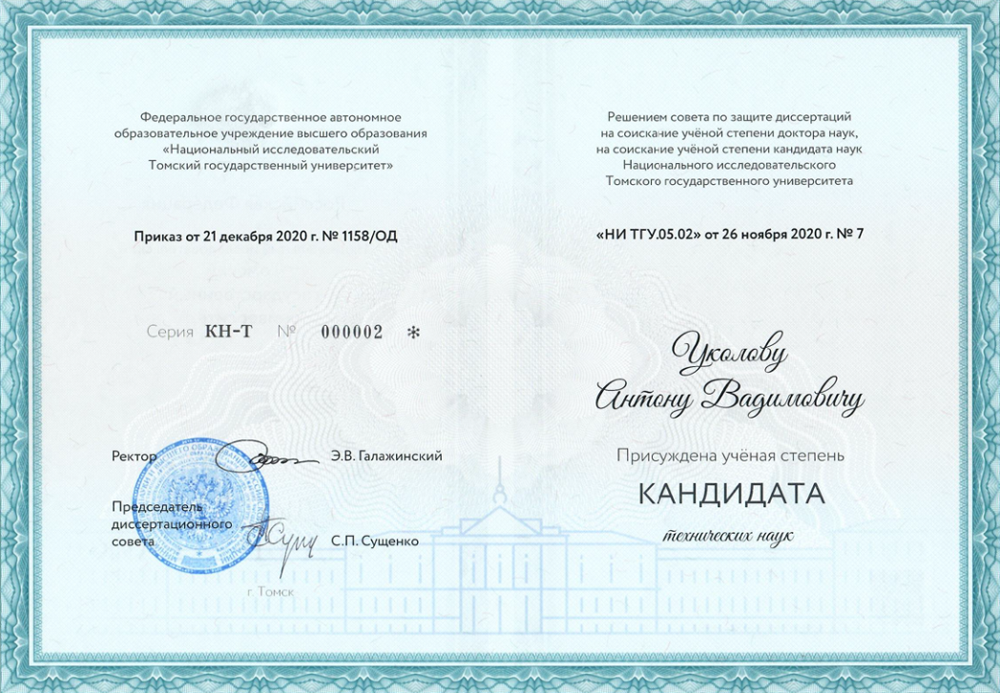 Федеральное государственное автономное
образовательное учреждение высшего образования
«Национальный исследовательский
Томский государственный университет»
Приказ от 21 декабря 2020 г. № 1158/ОД
Серия КН-Т № 000002 *
Ректор Э.В. Галажинский
Председатель
диссертационного
совета С.П. Сущенко
г. Томск
Решением совета по защите диссертаций
на соискание учёной степени доктора наук,
на соискание учёной степени кандидата наук
Национального исследовательского
Томского государственного университета
«НИ ТГУ.05.02» от 26 ноября 2020 г. № 7
Уколову
Антону Вадимовичу
Присуждена учёная степень
КАНДИДАТА
технических наук